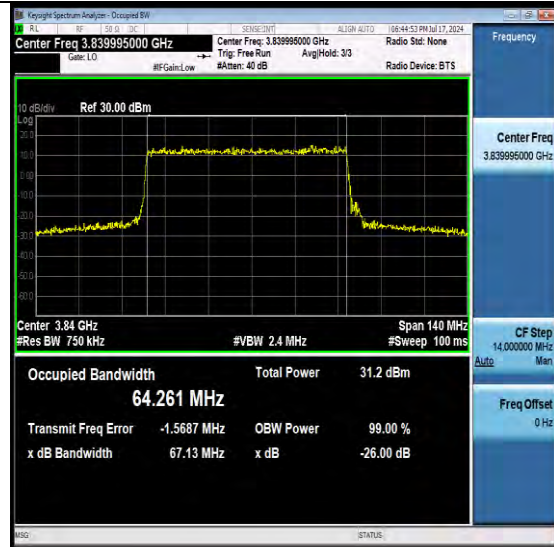 Keysight Spectrum Analyzer - Occupied BW
RL RF 50 Ω DC SENSE:INT ALIGN AUTO 06:44:53 PM Jul 17, 2024
Center Freq 3.839995000 GHz
Center Freq: 3.839995000 GHz
Radio Std: None
Gate: LO
Trig: Free Run Avg|Hold: 3/3
#IFGain:Low
#Atten: 40 dB
Radio Device: BTS
10 dB/div Ref 30.00 dBm
Log
20.0
10.0
0.00
-10.0
-20.0
-30.0
-40.0
-50.0
-60.0
Center 3.84 GHz
Span 140 MHz
#Res BW 750 kHz
#VBW 2.4 MHz
#Sweep 100 ms
Occupied Bandwidth
Total Power 31.2 dBm
64.261 MHz
Transmit Freq Error -1.5687 MHz
OBW Power 99.00 %
x dB Bandwidth 67.13 MHz
x dB -26.00 dB
MSG
STATUS
Frequency
Center Freq
3.839995000 GHz
CF Step
14.000000 MHz
Auto Man
Freq Offset
0 Hz